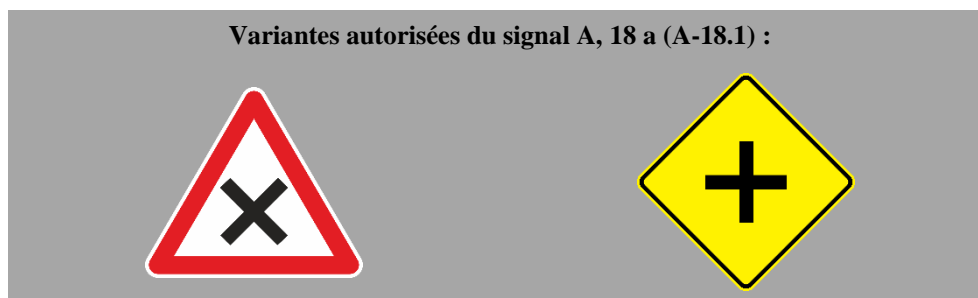 Variantes autorisées du signal A, 18 a (A-18.1) :